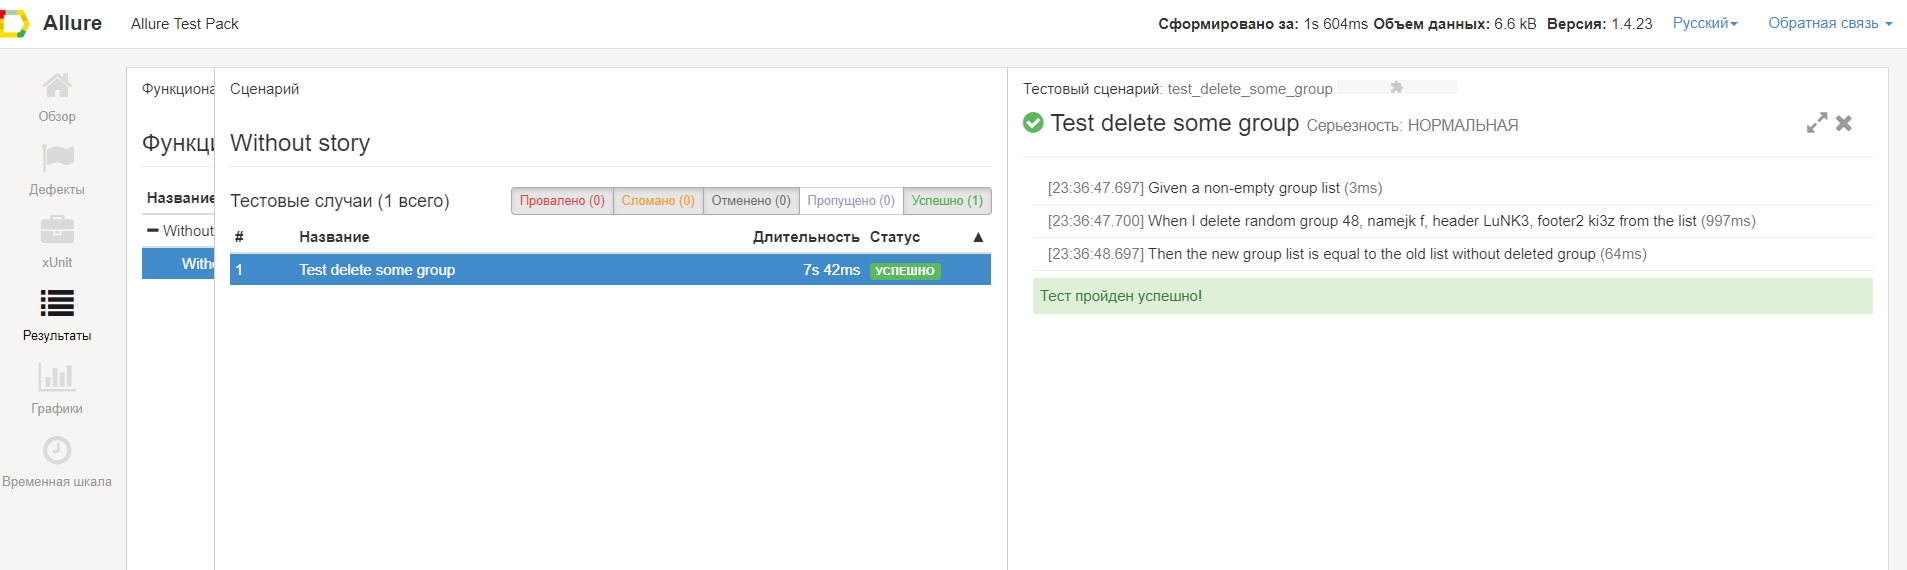 Allure
Allure Test Pack
Сформировано за: 1s 604ms Объем данных: 6.6 kB Версия: 1.4.23
Русский
Обратная связь
Обзор
Дефекты
xUnit
Результаты
Графики
Временная шкала
Функциона
Функци
Название
Without
With
Сценарий
Without story
Тестовые случаи (1 всего)
Провалено (0) Сломано (0) Отменено (0) Пропущено (0) Успешно (1)
# Название Длительность Статус ▲
1 Test delete some group 7s 42ms УСПЕШНО
Тестовый сценарий: test_delete_some_group
Test delete some group Серьезность: НОРМАЛЬНАЯ
[23:36:47.697] Given a non-empty group list (3ms)
[23:36:47.700] When I delete random group 48, namejk f, header LuNK3, footer2 ki3z from the list (997ms)
[23:36:48.697] Then the new group list is equal to the old list without deleted group (64ms)
Тест пройден успешно!